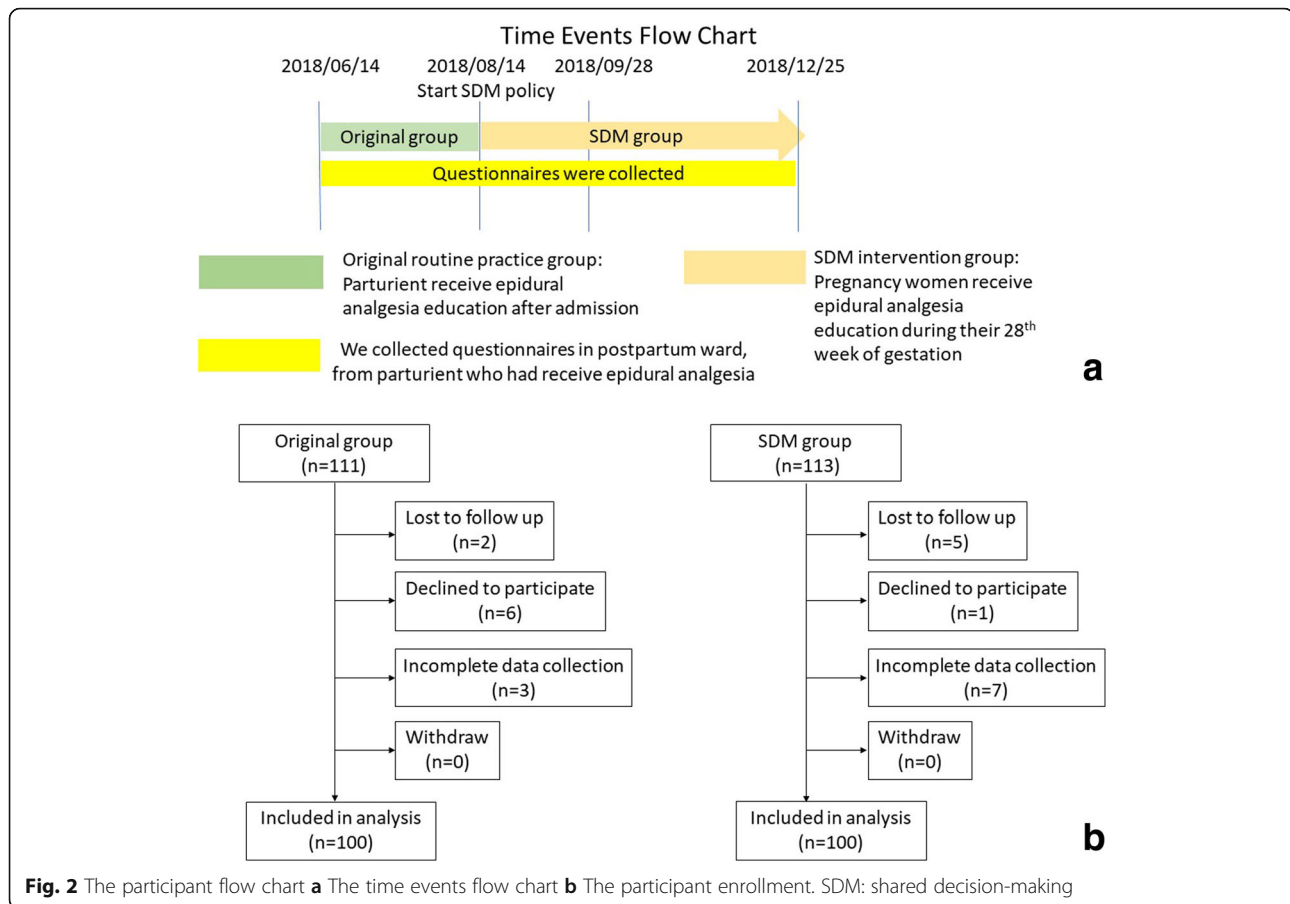 Time Events Flow Chart
2018/06/14 2018/08/14 2018/09/28 2018/12/25
Start SDM policy
Original group SDM group
Questionnaires were collected
Original routine practice group:
Parturient receive epidural
analgesia education after admission
SDM intervention group:
Pregnancy women receive
epidural analgesia
education during their 28th
week of gestation
We collected questionnaires in postpartum ward,
from parturient who had receive epidural analgesia
a
Original group
(n=111)
Lost to follow up
(n=2)
Declined to participate
(n=6)
Incomplete data collection
(n=3)
Withdraw
(n=0)
Included in analysis
(n=100)
SDM group
(n=113)
Lost to follow up
(n=5)
Declined to participate
(n=1)
Incomplete data collection
(n=7)
Withdraw
(n=0)
Included in analysis
(n=100)
b
Fig. 2 The participant flow chart a The time events flow chart b The participant enrollment. SDM: shared decision-making